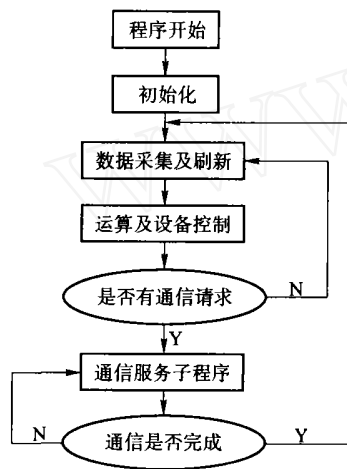 程序开始
初始化
数据采集及刷新
运算及设备控制
是否有通信请求
N
Y
通信服务子程序
N
通信是否完成
Y